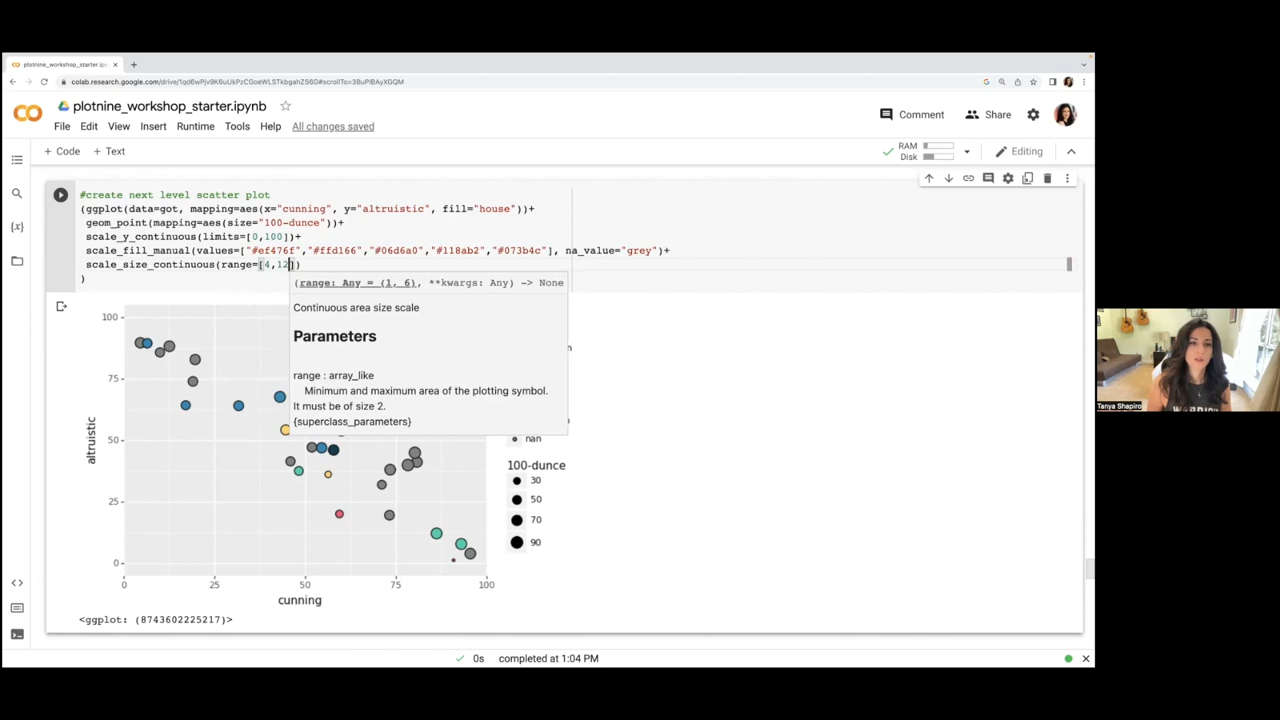 plotnine_workshop_starter.ipynb
colab.research.google.com/drive/1qd6wPjv9K6uUkPzCGoeWLSTkbgahZS6G#scrollTo=38uPlBAyXGQM
plotnine_workshop_starter.ipynb
File Edit View Insert Runtime Tools Help All changes saved
Comment Share
+ Code + Text
RAM
Disk
Editing
#create next level scatter plot
(ggplot(data=got, mapping=aes(x="cunning", y="altruistic", fill="house"))+
geom_point(mapping=aes(size="100-dunce"))+
scale_y_continuous(limits=[0,100])+
scale_fill_manual(values=["#ef476f","#ffd166","#06d6a0","#118ab2","#073b4c"], na_value="grey")+
scale_size_continuous(range=[4,12])
)
(range: Any = (1, 6), **kwargs: Any) -> None
Continuous area size scale
Parameters
range : array_like
Minimum and maximum area of the plotting symbol.
It must be of size 2.
{superclass_parameters}
100
75
50
25
0
altruistic
0 25 50 75 100
cunning
nan
100-dunce
30
50
70
90
<ggplot: (8743602225217)>
0s completed at 1:04 PM
Tanya Shapiro